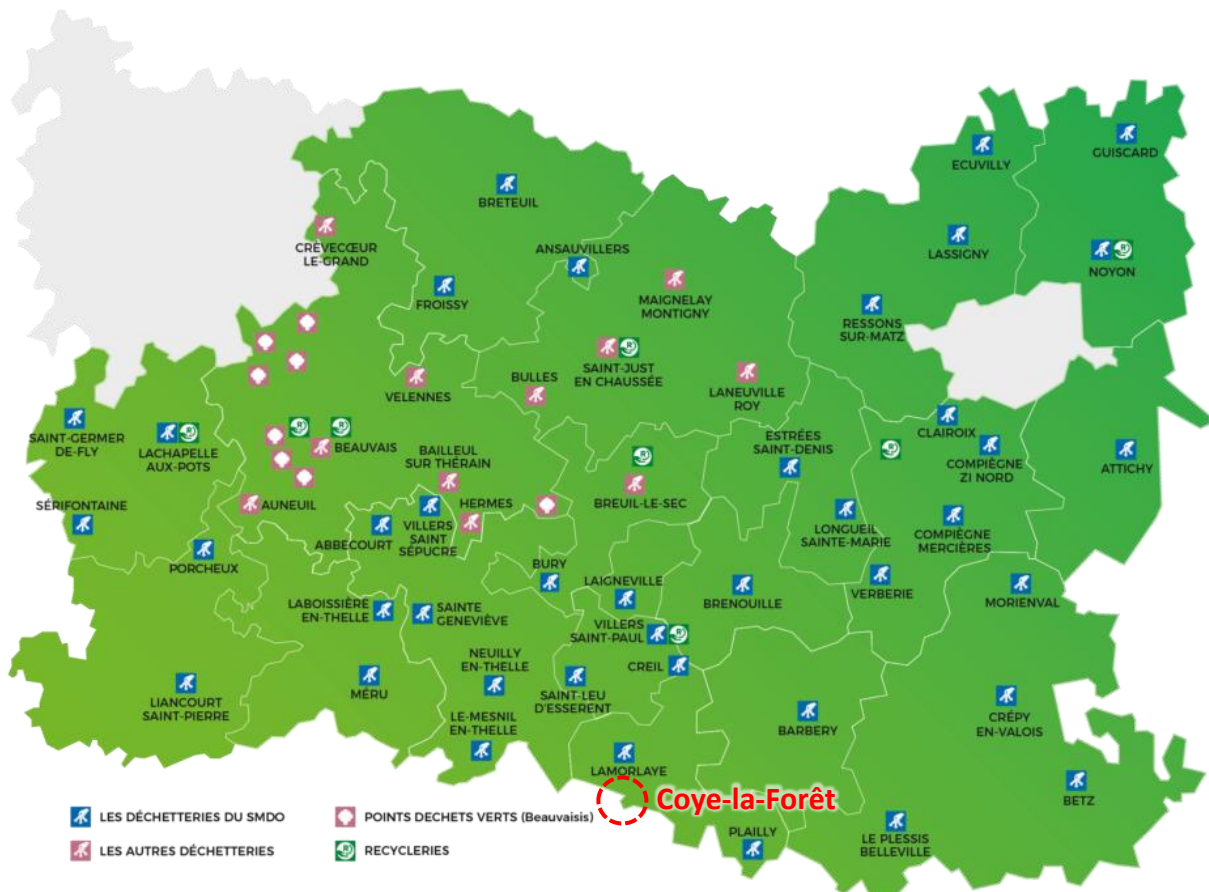 ECUVILLY
GUISCARD
BRETEUIL
CRÈVECŒUR
LE-GRAND
ANSAUVILLERS
LASSIGNY
NOYON
FROISSY
MAIGNELAY
MONTIGNY
RESSONS
SUR-MATZ
SAINT-JUST
EN CHAUSSÉE
VELENNES
BULLES
LANEUVILLE
ROY
SAINT-GERMER
DE-FLY
LACHAPELLE
AUX-POTS
BEAUVAIS
BAILLEUL
SUR THÉRAIN
ESTRÉES
SAINT-DENIS
CLAIROIX
COMPIÈGNE
ZI NORD
ATTICHY
SÉRIFONTAINE
AUNEUIL
HERMES
BREUIL-LE-SEC
ABBECOURT
VILLERS
SAINT
SÉPUCRE
LONGUEIL
SAINTE-MARIE
COMPIÈGNE
MERCIÈRES
PORCHEUX
BURY
LAIGNEVILLE
BRENOUILLE
VERBERIE
MORIENVAL
LABOISSIÈRE
EN-THELLE
SAINTE
GENEVIÈVE
VILLERS
SAINT-PAUL
NEUILLY
EN-THELLE
CREIL
LIANCOURT
SAINT-PIERRE
MÉRU
SAINT-LEU
D'ESSERENT
LE-MESNIL
EN-THELLE
BARBERY
CRÉPY
EN-VALOIS
LAMORLAYE
Coye-la-Forêt
BETZ
PLAILLY
LE PLESSIS
BELLEVILLE
LES DÉCHETTERIES DU SMDO
POINTS DECHETS VERTS (Beauvaisis)
LES AUTRES DÉCHETTERIES
RECYCLERIES